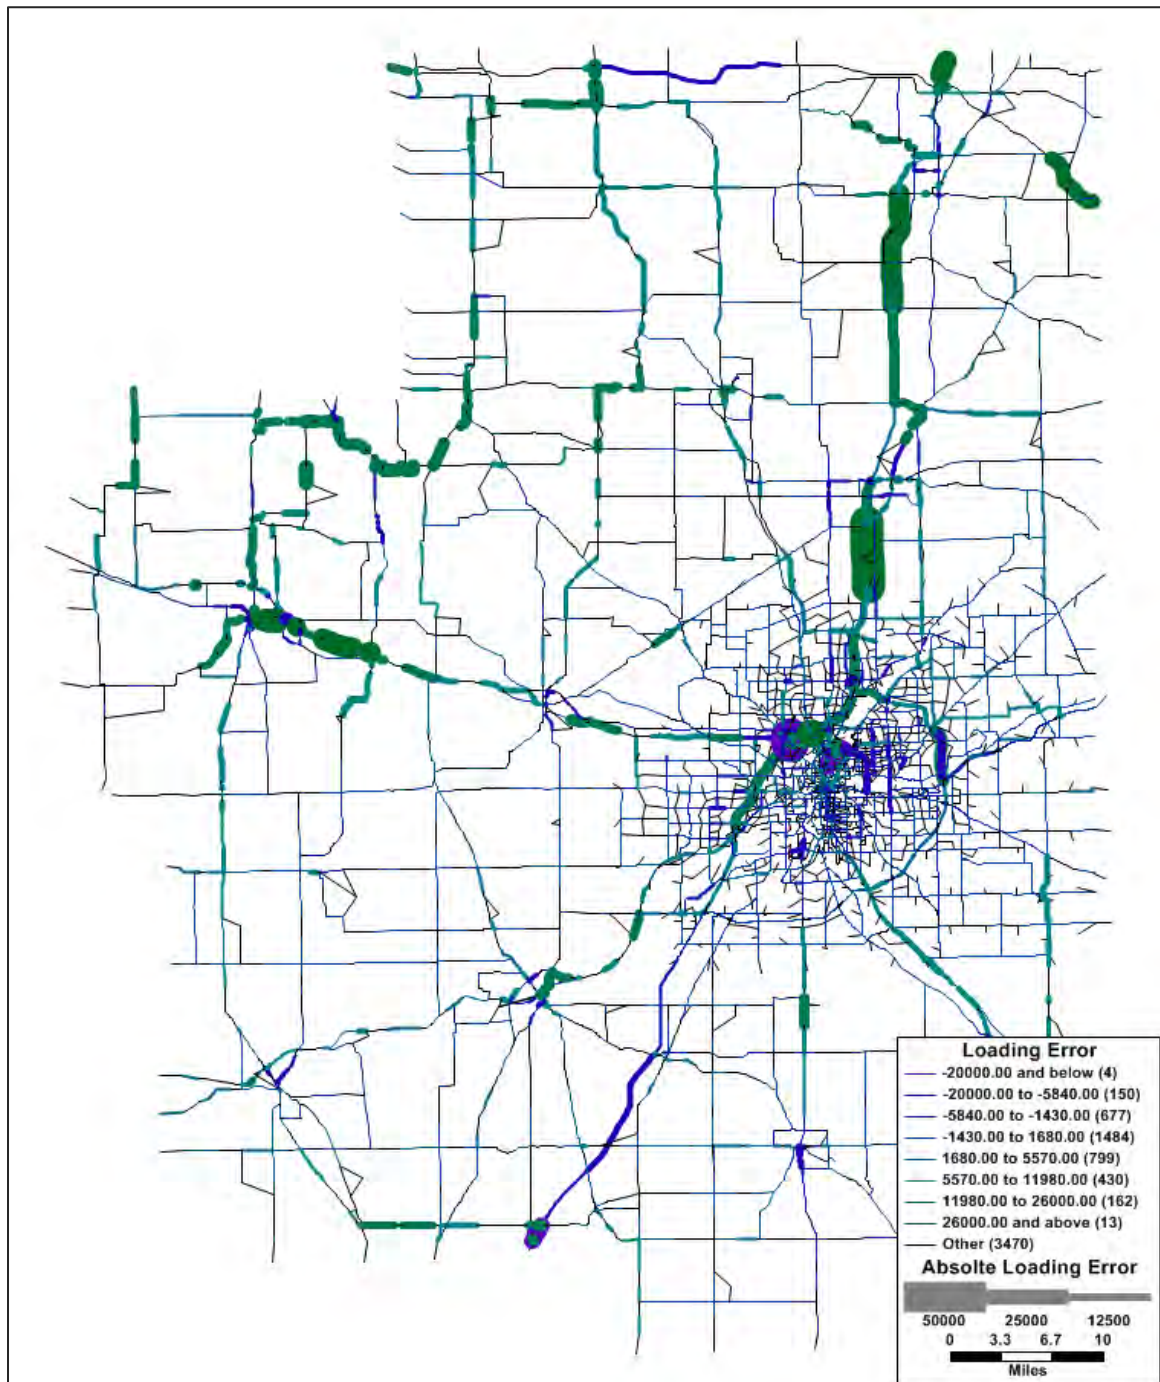 Loading Error
-20000.00 and below (4)
-20000.00 to -5840.00 (150)
-5840.00 to -1430.00 (677)
-1430.00 to 1680.00 (1484)
1680.00 to 5570.00 (799)
5570.00 to 11980.00 (430)
11980.00 to 26000.00 (162)
26000.00 and above (13)
Other (3470)
Absolte Loading Error
50000 25000 12500
0 3.3 6.7 10
Miles